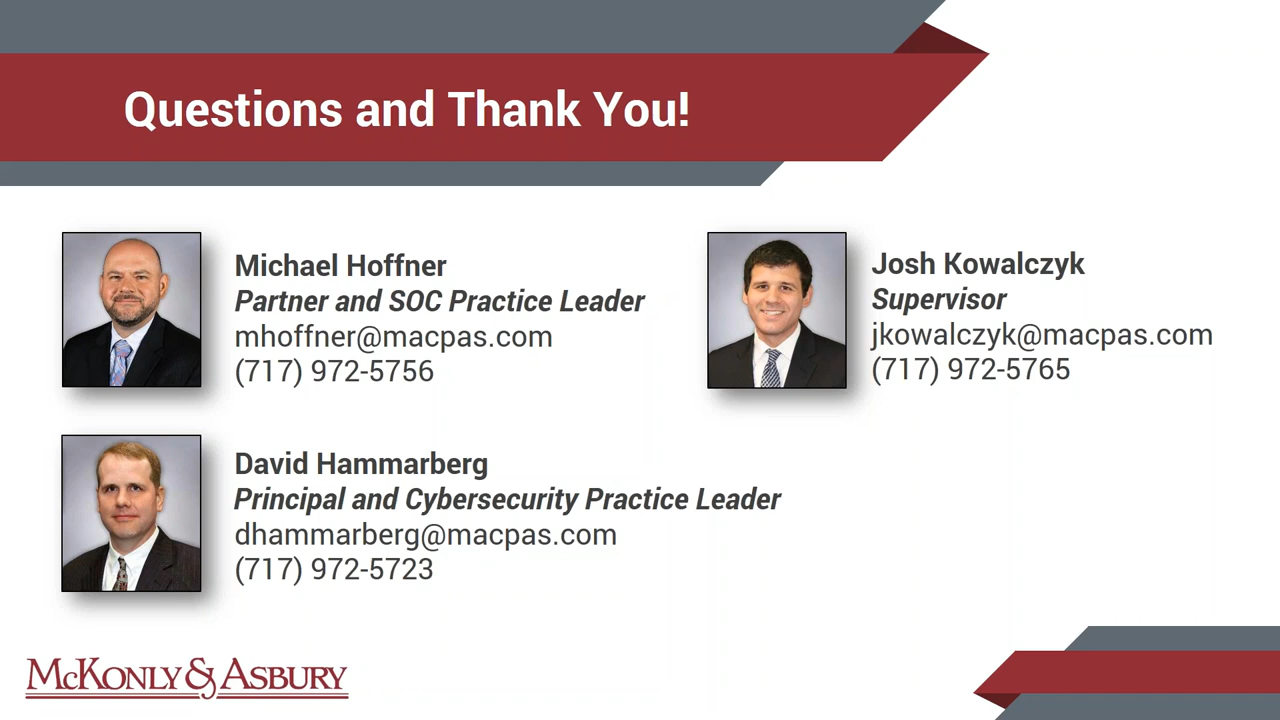 Questions and Thank You!
Michael Hoffner
Partner and SOC Practice Leader
mhoffner@macpas.com
(717) 972-5756
Josh Kowalczyk
Supervisor
jkowalczyk@macpas.com
(717) 972-5765
David Hammarberg
Principal and Cybersecurity Practice Leader
dhammarberg@macpas.com
(717) 972-5723
McKonly & Asbury